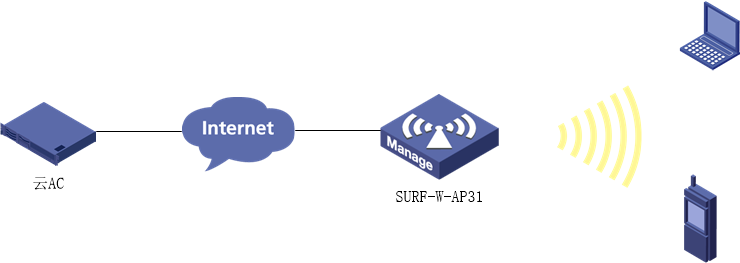 Internet
Manage
云AC
SURF-W-AP31